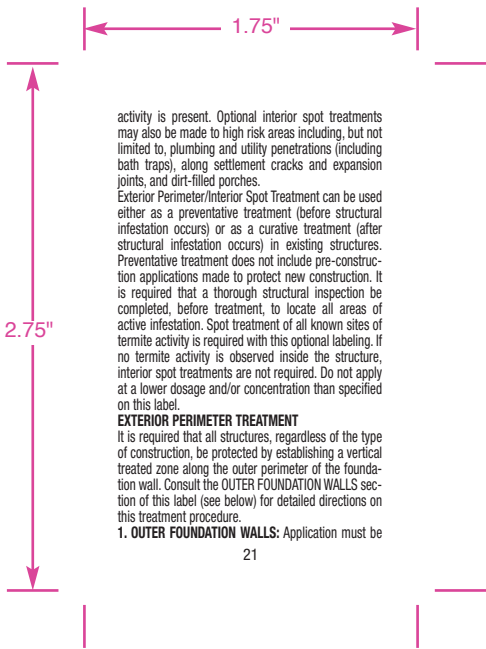 1.75"
2.75"
activity is present. Optional interior spot treatments
may also be made to high risk areas including, but not
limited to, plumbing and utility penetrations (including
bath traps), along settlement cracks and expansion
joints, and dirt-filled porches.
Exterior Perimeter/Interior Spot Treatment can be used
either as a preventative treatment (before structural
infestation occurs) or as a curative treatment (after
structural infestation occurs) in existing structures.
Preventative treatment does not include pre-construc-
tion applications made to protect new construction. It
is required that a thorough structural inspection be
completed, before treatment, to locate all areas of
active infestation. Spot treatment of all known sites of
termite activity is required with this optional labeling. If
no termite activity is observed inside the structure,
interior spot treatments are not required. Do not apply
at a lower dosage and/or concentration than specified
on this label.
EXTERIOR PERIMETER TREATMENT
It is required that all structures, regardless of the type
of construction, be protected by establishing a vertical
treated zone along the outer perimeter of the founda-
tion wall. Consult the OUTER FOUNDATION WALLS sec-
tion of this label (see below) for detailed directions on
this treatment procedure.
1. OUTER FOUNDATION WALLS: Application must be
21